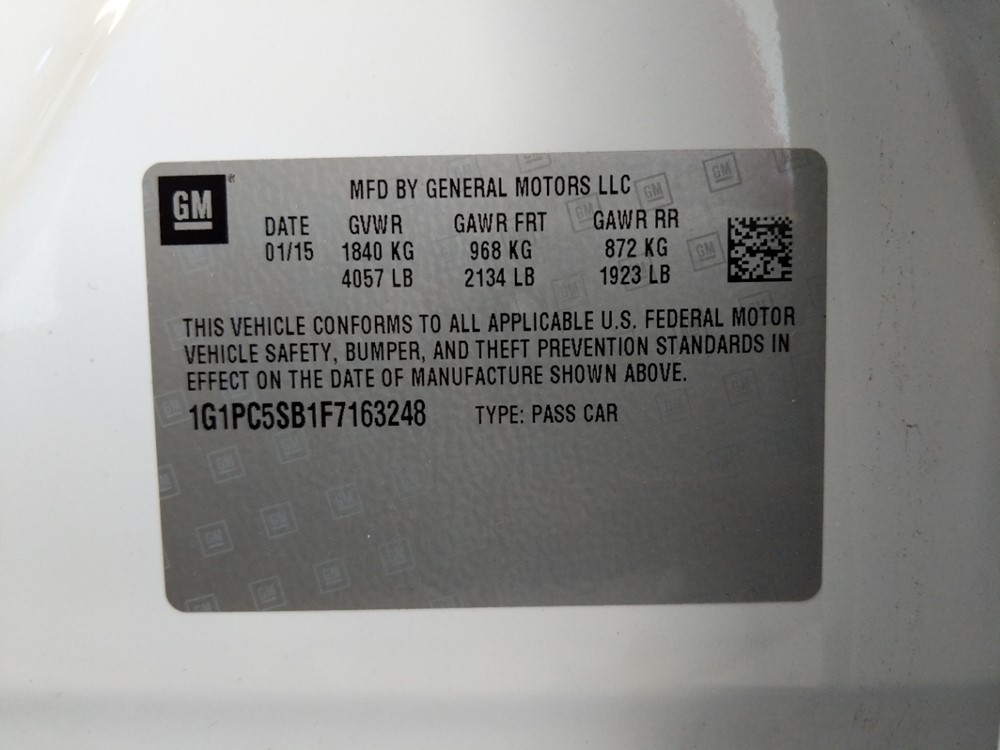 GM
MFD BY GENERAL MOTORS LLC
DATE GVWR GAWR FRT GAWR RR
01/15 1840 KG 968 KG 872 KG
4057 LB 2134 LB 1923 LB
THIS VEHICLE CONFORMS TO ALL APPLICABLE U.S. FEDERAL MOTOR
VEHICLE SAFETY, BUMPER, AND THEFT PREVENTION STANDARDS IN
EFFECT ON THE DATE OF MANUFACTURE SHOWN ABOVE.
1G1PC5SB1F7163248 TYPE: PASS CAR